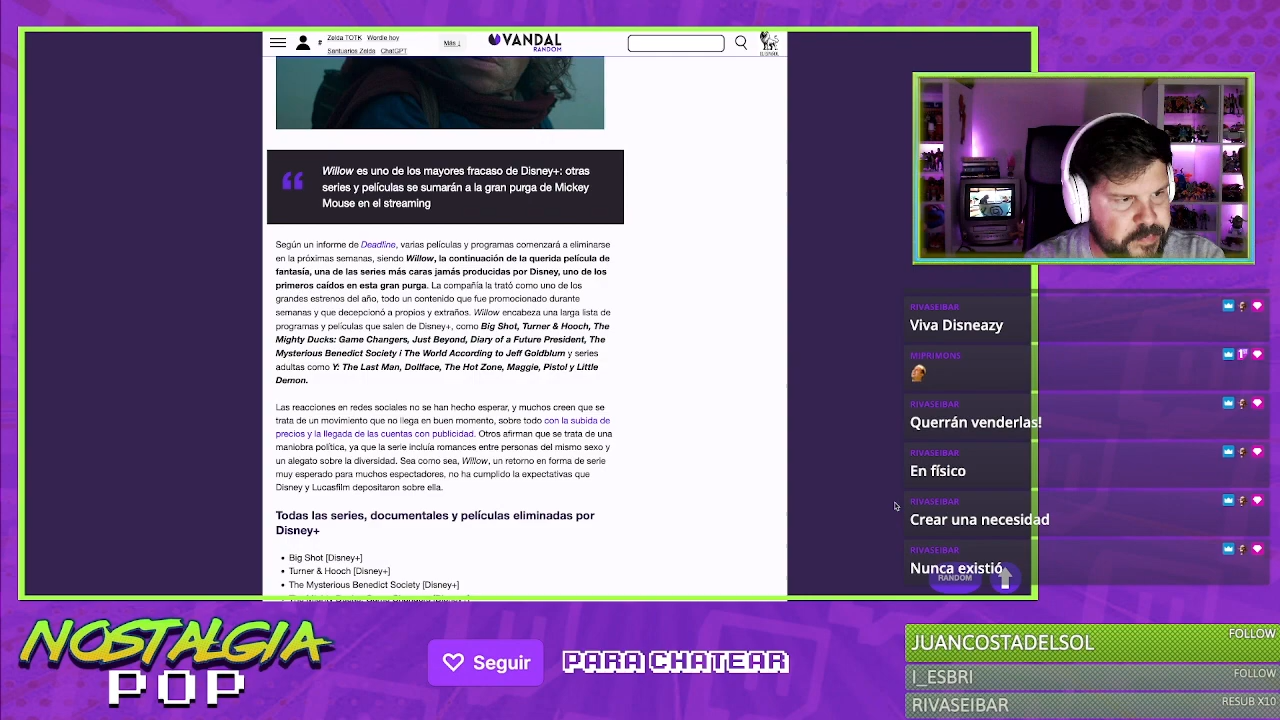 # Zelda TOTK Wordle hoy
Santuarios Zelda ChatGPT
Más ↓
VANDAL
RANDOM
Willow es uno de los mayores fracaso de Disney+: otras
series y películas se sumarán a la gran purga de Mickey
Mouse en el streaming
Según un informe de Deadline, varias películas y programas comenzará a eliminarse
en la próximas semanas, siendo Willow, la continuación de la querida película de
fantasía, una de las series más caras jamás producidas por Disney, uno de los
primeros caídos en esta gran purga. La compañía la trató como uno de los
grandes estrenos del año, todo un contenido que fue promocionado durante
semanas y que decepcionó a propios y extraños. Willow encabeza una larga lista de
programas y películas que salen de Disney+, como Big Shot, Turner & Hooch, The
Mighty Ducks: Game Changers, Just Beyond, Diary of a Future President, The
Mysterious Benedict Society i The World According to Jeff Goldblum y series
adultas como Y: The Last Man, Dollface, The Hot Zone, Maggie, Pistol y Little
Demon.
Las reacciones en redes sociales no se han hecho esperar, y muchos creen que se
trata de un movimiento que no llega en buen momento, sobre todo con la subida de
precios y la llegada de las cuentas con publicidad. Otros afirman que se trata de una
maniobra política, ya que la serie incluía romances entre personas del mismo sexo y
un alegato sobre la diversidad. Sea como sea, Willow, un retorno en forma de serie
muy esperado para muchos espectadores, no ha cumplido la expectativas que
Disney y Lucasfilm depositaron sobre ella.
Todas las series, documentales y películas eliminadas por
Disney+
• Big Shot [Disney+]
• Turner & Hooch [Disney+]
• The Mysterious Benedict Society [Disney+]
RIVASEIBAR
Viva Disneazy
MIPRIMONS
RIVASEIBAR
Querrán venderlas!
RIVASEIBAR
En físico
RIVASEIBAR
Crear una necesidad
RIVASEIBAR
Nunca existió
RANDOM
NOSTALGIA
POP
Seguir
PARA CHATEAR
JUANCOSTADELSOL FOLLOW
I_ESBRI FOLLOW
RIVASEIBAR RESUB X10